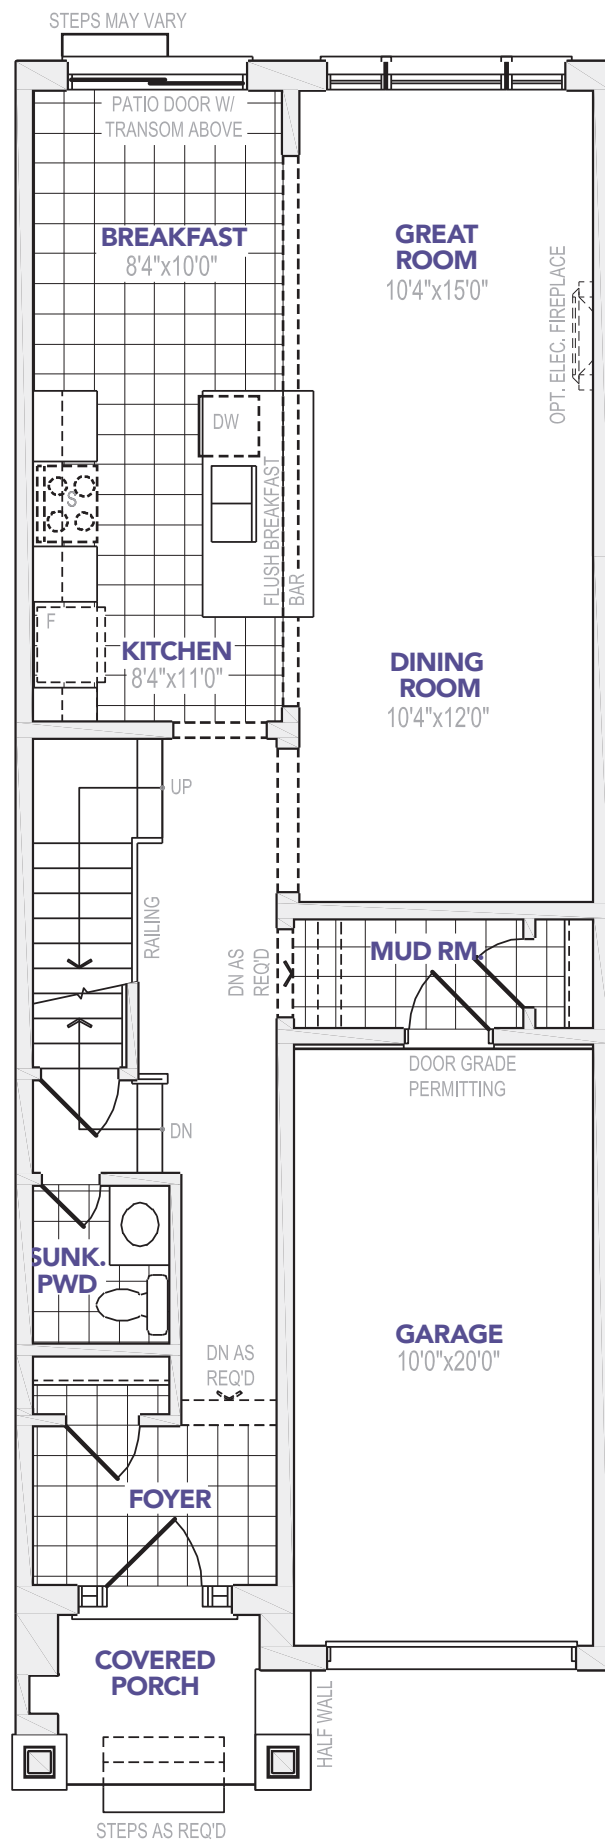 STEPS MAY VARY
PATIO DOOR W/
TRANSOM ABOVE
BREAKFAST
8'4"x10'0"
GREAT
ROOM
10'4"x15'0"
OPT. ELEC. FIREPLACE
DW
S
FLUSH BREAKFAST
BAR
F
KITCHEN
8'4"x11'0"
DINING
ROOM
10'4"x12'0"
UP
RAILING
DN AS
REQ'D
MUD RM.
DOOR GRADE
PERMITTING
DN
SUNK.
PWD
GARAGE
10'0"x20'0"
DN AS
REQ'D
FOYER
COVERED
PORCH
HALF WALL
STEPS AS REQ'D